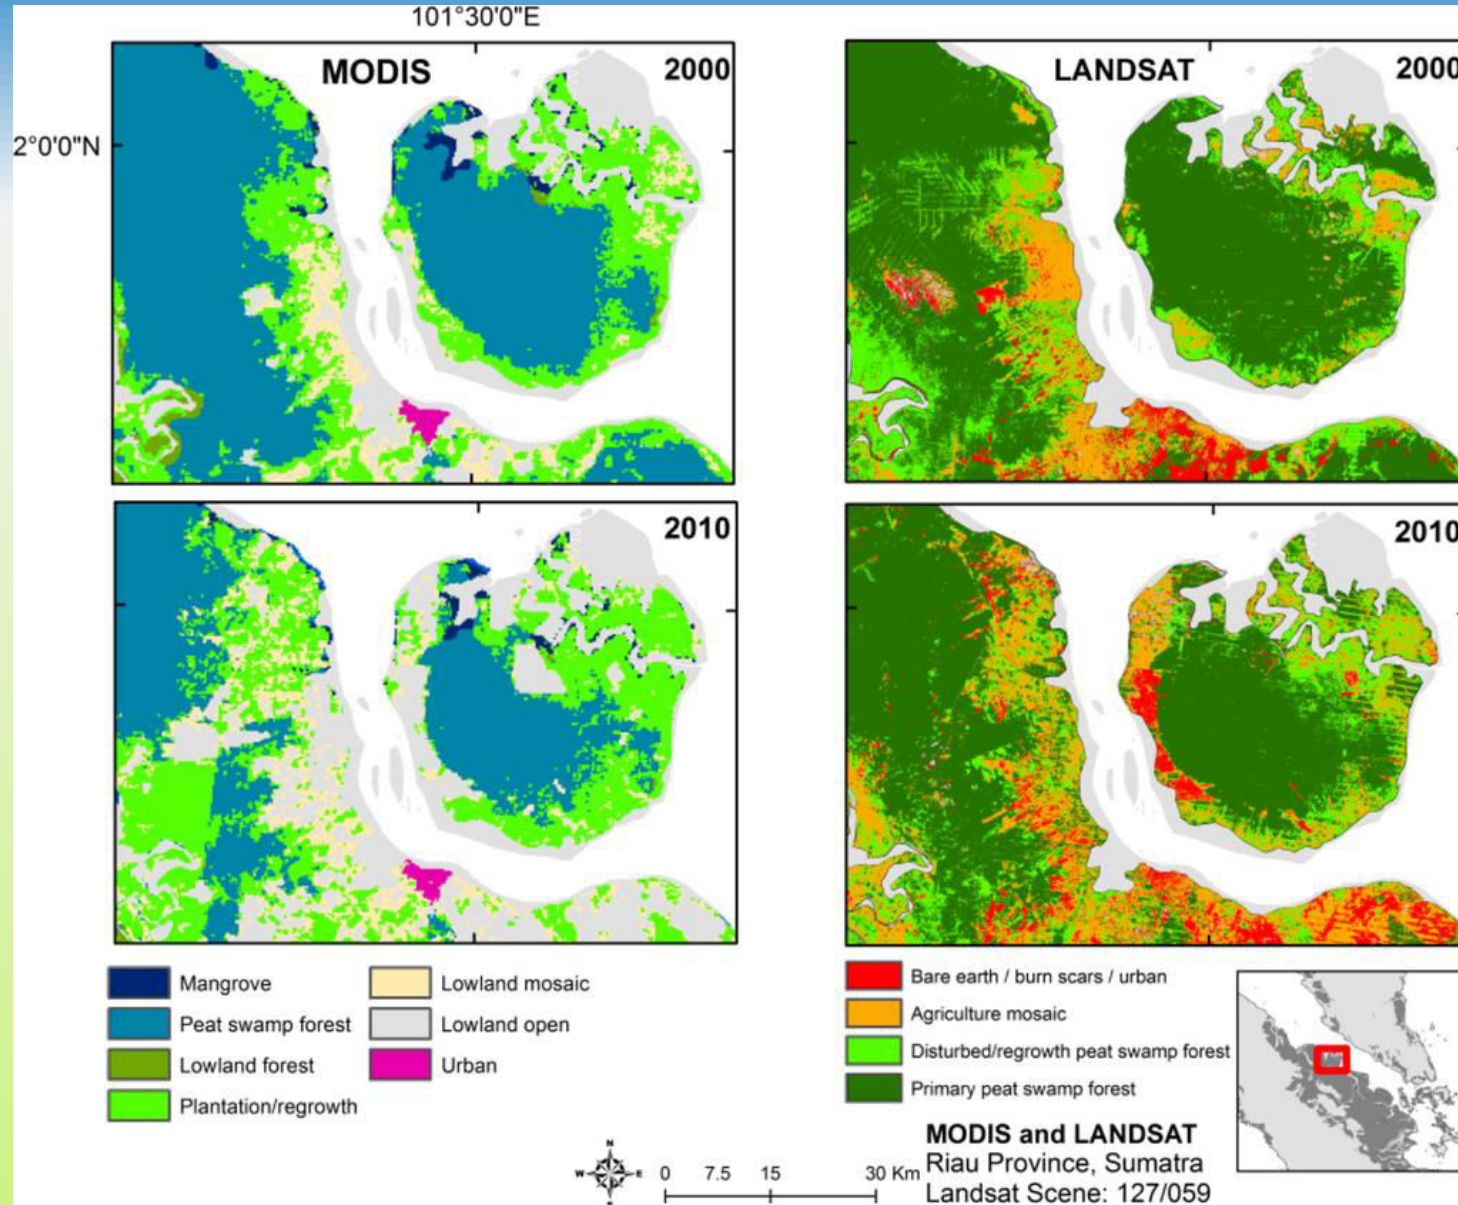 101°30'0"E
MODIS
2000
LANDSAT
2000
2°0'0"N
2010
2010
Mangrove
Peat swamp forest
Lowland forest
Plantation/regrowth
Lowland mosaic
Lowland open
Urban
Bare earth / burn scars / urban
Agriculture mosaic
Disturbed/regrowth peat swamp forest
Primary peat swamp forest
MODIS and LANDSAT
Riau Province, Sumatra
Landsat Scene: 127/059
N
W E
0 7.5 15 30 Km